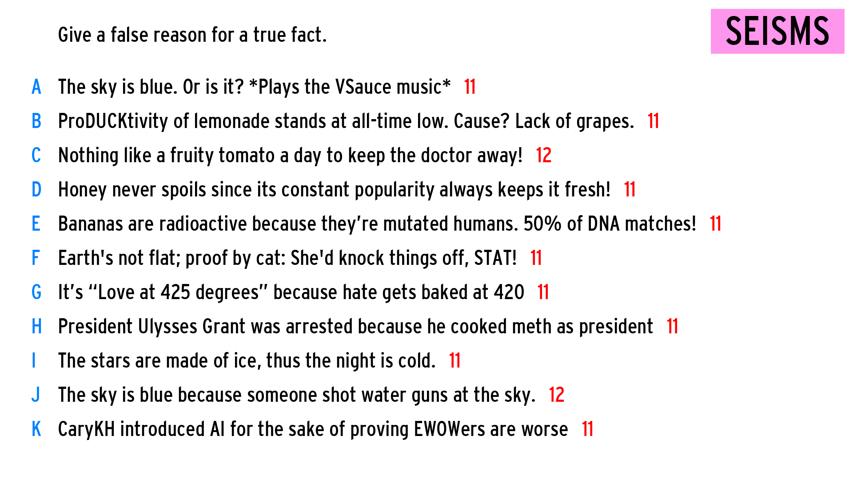 Give a false reason for a true fact.
SEISMS
A The sky is blue. Or is it? *Plays the VSauce music* 11
B ProDUCKtivity of lemonade stands at all-time low. Cause? Lack of grapes. 11
C Nothing like a fruity tomato a day to keep the doctor away! 12
D Honey never spoils since its constant popularity always keeps it fresh! 11
E Bananas are radioactive because they're mutated humans. 50% of DNA matches! 11
F Earth's not flat; proof by cat: She'd knock things off, STAT! 11
G It's “Love at 425 degrees” because hate gets baked at 420 11
H President Ulysses Grant was arrested because he cooked meth as president 11
I The stars are made of ice, thus the night is cold. 11
J The sky is blue because someone shot water guns at the sky. 12
K CaryKH introduced AI for the sake of proving EWOWers are worse 11